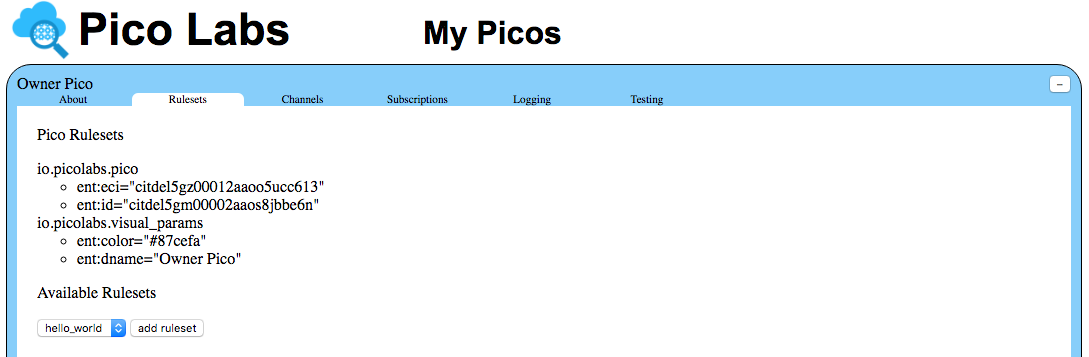 Pico Labs My Picos
Owner Pico -
About Rulesets Channels Subscriptions Logging Testing
Pico Rulesets
io.picolabs.pico
ent:eci="citdel5gz00012aaoo5ucc613"
ent:id="citdel5gm00002aaos8jbbe6n"
io.picolabs.visual_params
ent:color="#87cefa"
ent:dname="Owner Pico"
Available Rulesets
hello_world add ruleset